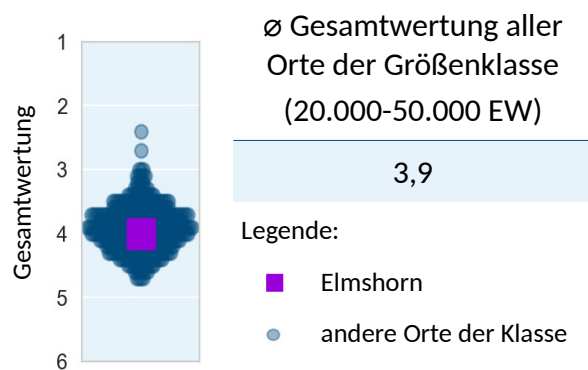 Gesamtwertung
1
2
3
4
5
6
⌀ Gesamtwertung aller
Orte der Größenklasse
(20.000-50.000 EW)
3,9
Legende:
Elmshorn
andere Orte der Klasse